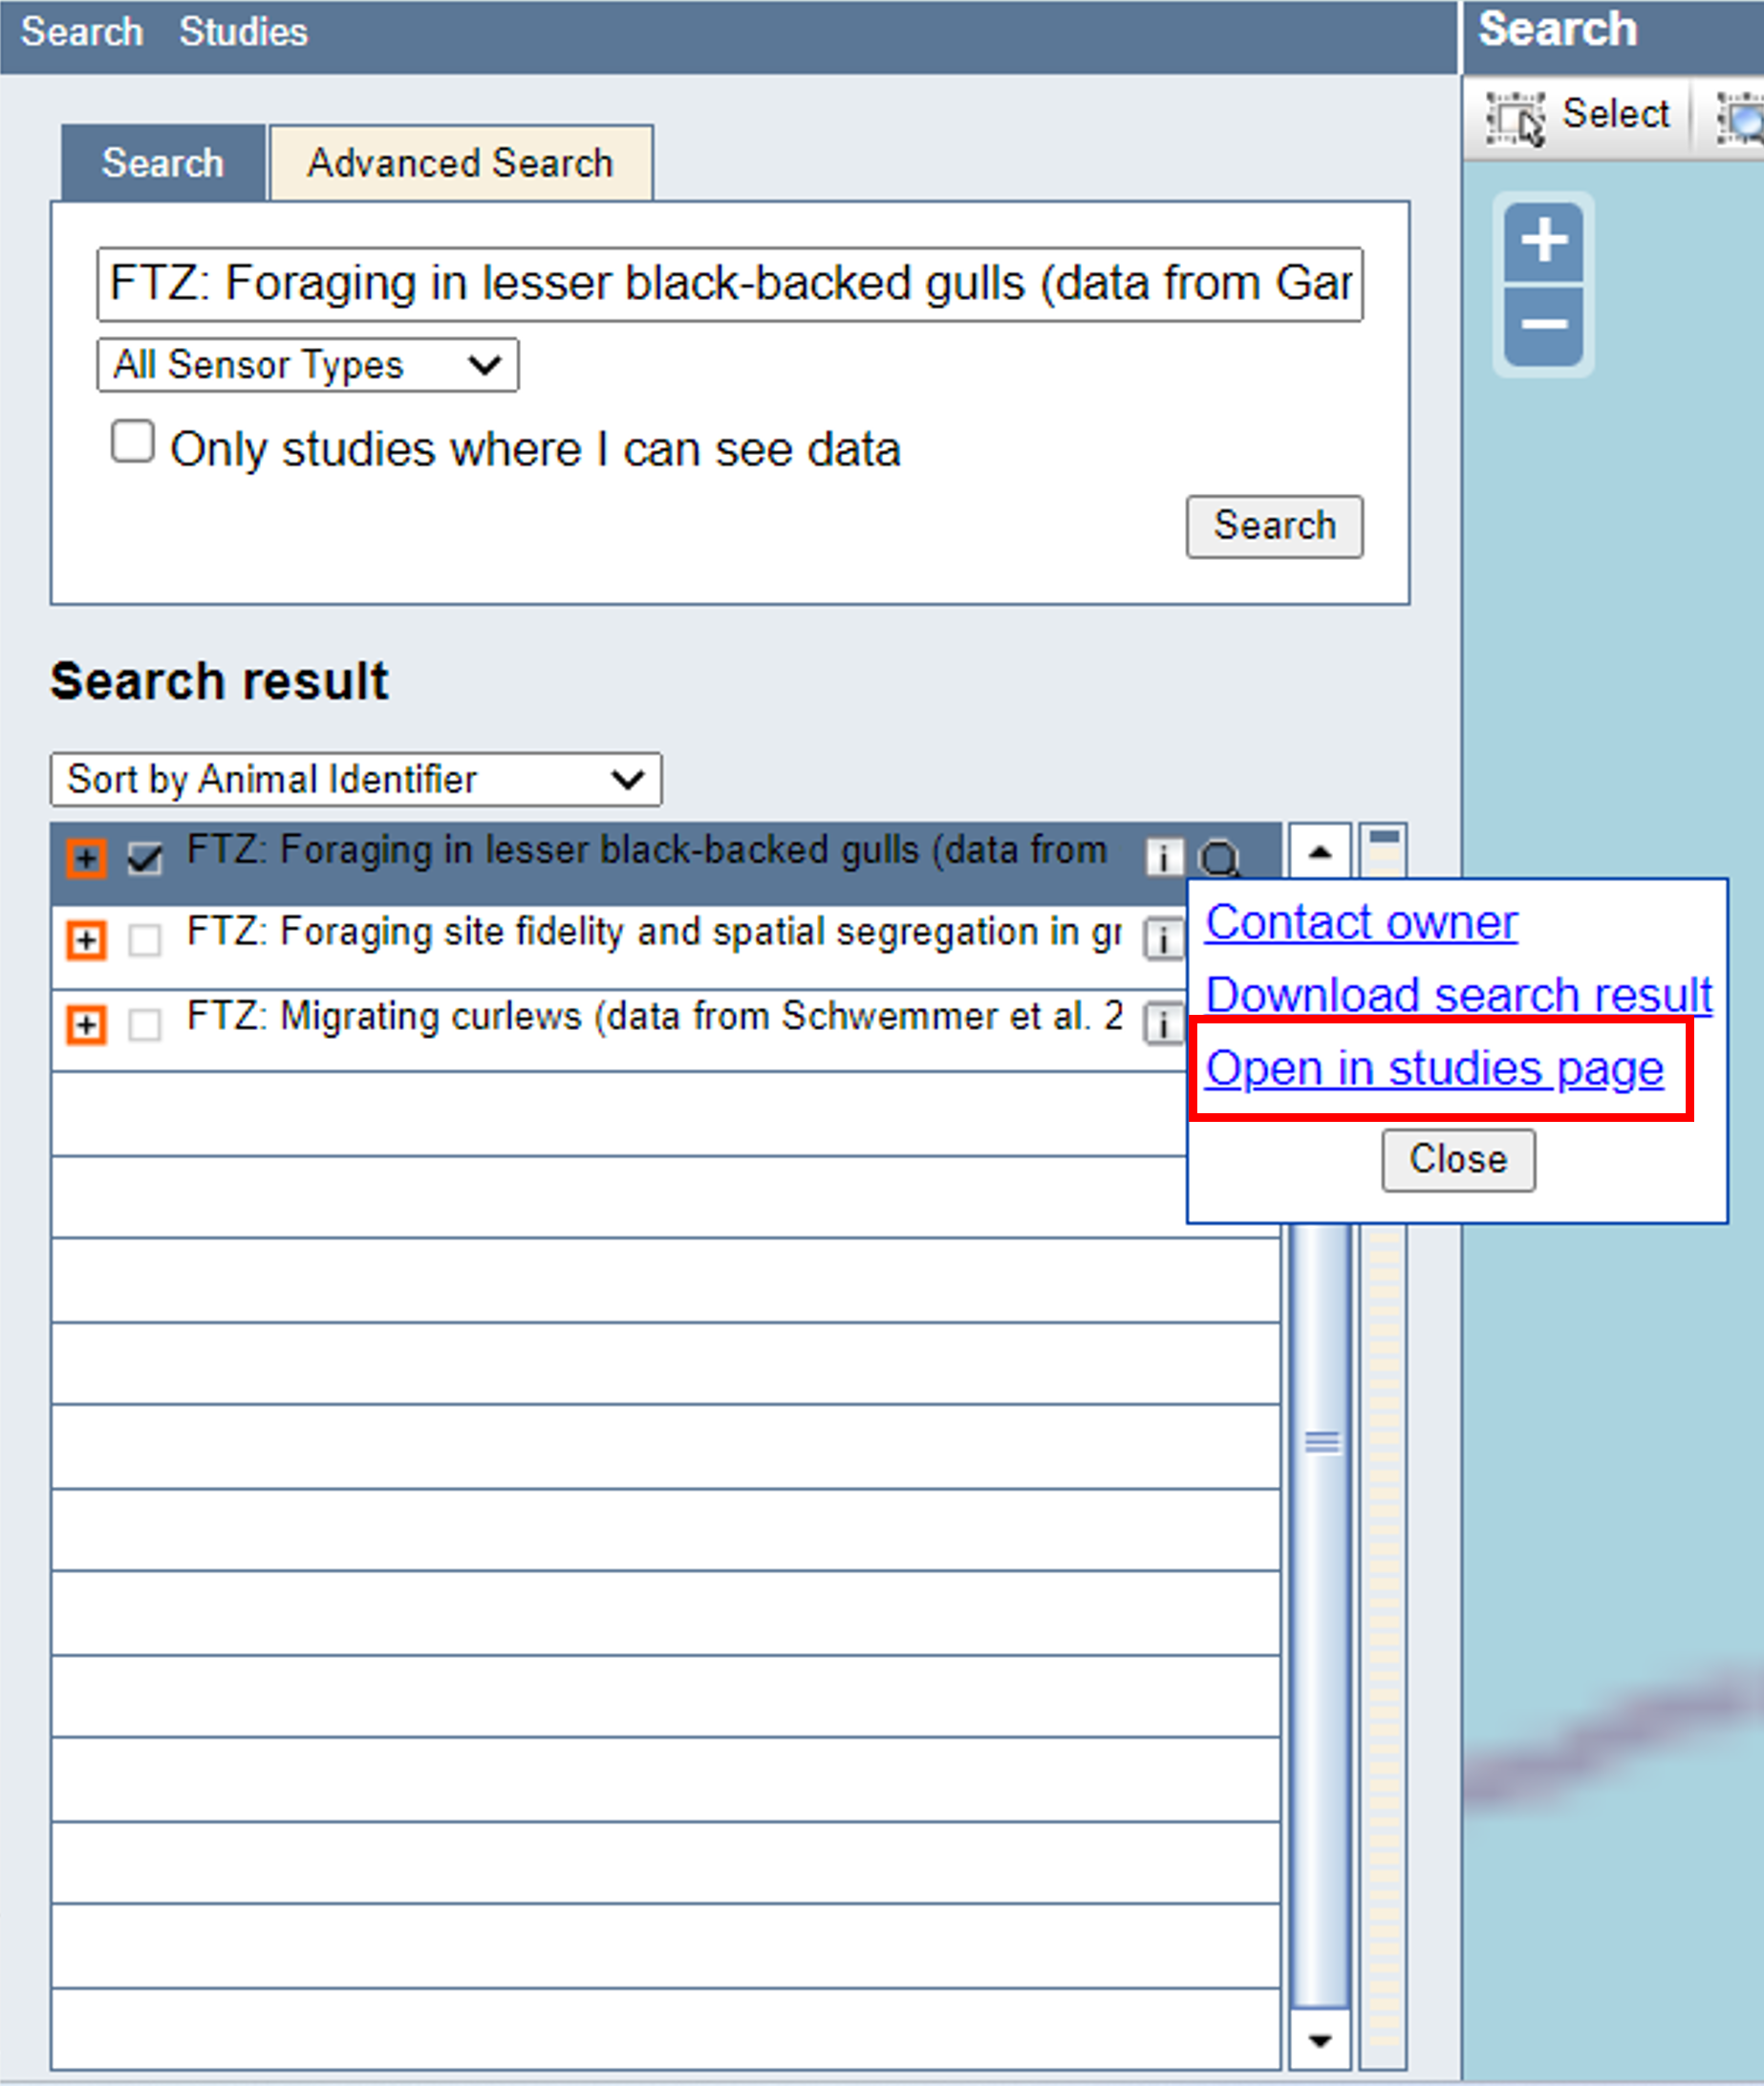 Search Studies
Search
Select
Search
Advanced Search
FTZ: Foraging in lesser black-backed gulls (data from Gar
All Sensor Types
Only studies where I can see data
Search
Search result
Sort by Animal Identifier
FTZ: Foraging in lesser black-backed gulls (data from
FTZ: Foraging site fidelity and spatial segregation in gr
FTZ: Migrating curlews (data from Schwemmer et al. 2
Contact owner
Download search result
Open in studies page
Close